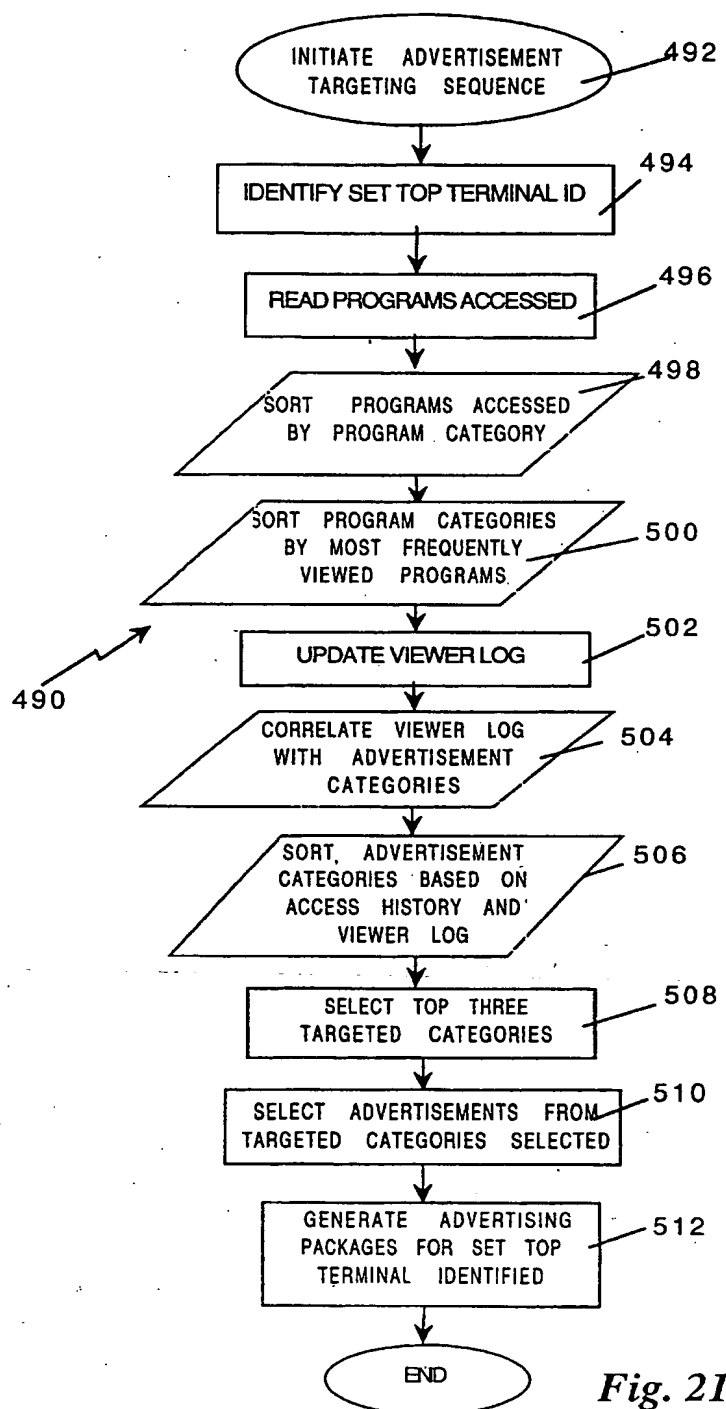 INITIATE ADVERTISEMENT
TARGETING SEQUENCE
492
IDENTIFY SET TOP TERMINAL ID
494
READ PROGRAMS ACCESSED
496
SORT PROGRAMS ACCESSED
BY PROGRAM CATEGORY
498
SORT PROGRAM CATEGORIES
BY MOST FREQUENTLY
VIEWED PROGRAMS
500
UPDATE VIEWER LOG
502
490
CORRELATE VIEWER LOG
WITH ADVERTISEMENT
CATEGORIES
504
SORT, ADVERTISEMENT
CATEGORIES BASED ON
ACCESS HISTORY AND
VIEWER LOG
506
SELECT TOP THREE
TARGETED CATEGORIES
508
SELECT ADVERTISEMENTS FROM
TARGETED CATEGORIES SELECTED
510
GENERATE ADVERTISING
PACKAGES FOR SET TOP
TERMINAL IDENTIFIED
512
END
Fig. 21